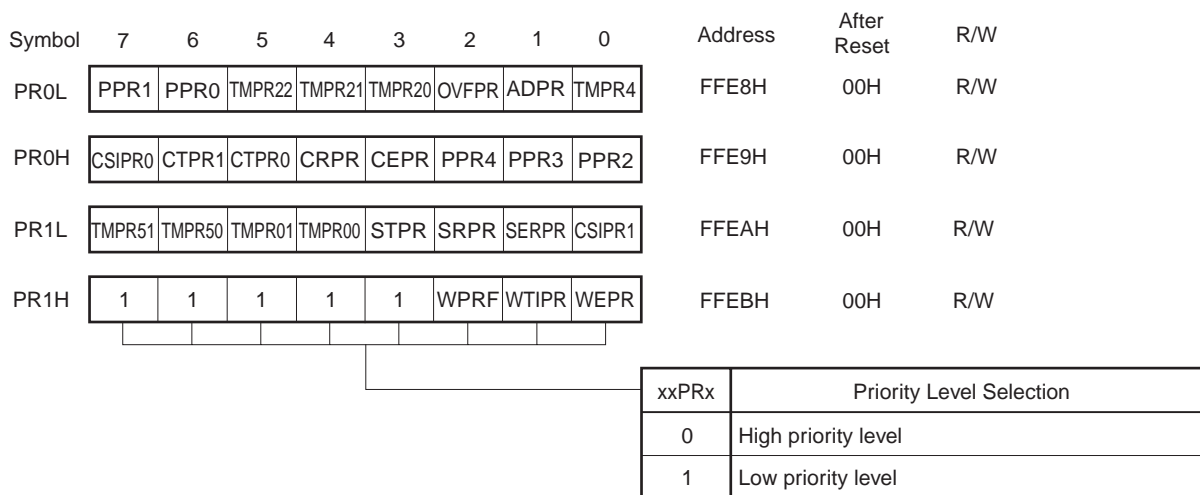 Symbol 7 6 5 4 3 2 1 0 Address After Reset R/W
PR0L PPR1 PPR0 TMPR22 TMPR21 TMPR20 OVFPR ADPR TMPR4 FFE8H 00H R/W
PR0H CSIPR0 CTPR1 CTPR0 CRPR CEPR PPR4 PPR3 PPR2 FFE9H 00H R/W
PR1L TMPR51 TMPR50 TMPR01 TMPR00 STPR SRPR SERPR CSIPR1 FFEAH 00H R/W
PR1H 1 1 1 1 1 WPRF WTIPR WEPR FFEBH 00H R/W
xxPRx Priority Level Selection
0 High priority level
1 Low priority level